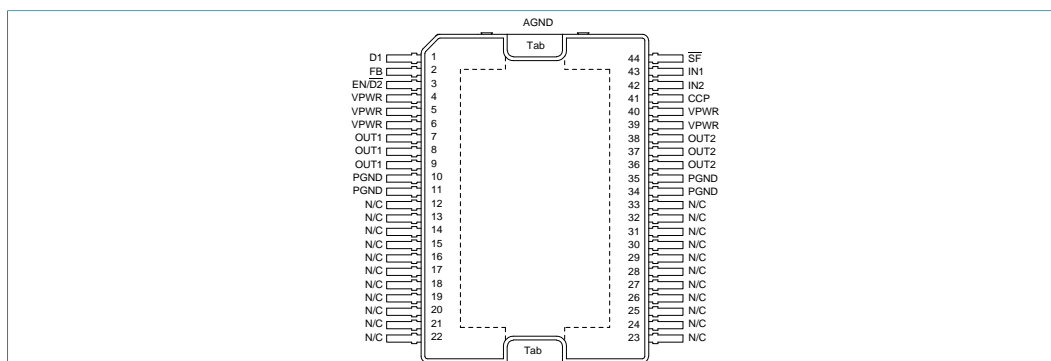 AGND
Tab
D1 1 44 SF
FB 2 43 IN1
EN/D2 3 42 IN2
VPWR 4 41 CCP
VPWR 5 40 VPWR
VPWR 6 39 VPWR
OUT1 7 38 OUT2
OUT1 8 37 OUT2
OUT1 9 36 OUT2
PGND 10 35 PGND
PGND 11 34 PGND
N/C 12 33 N/C
N/C 13 32 N/C
N/C 14 31 N/C
N/C 15 30 N/C
N/C 16 29 N/C
N/C 17 28 N/C
N/C 18 27 N/C
N/C 19 26 N/C
N/C 20 25 N/C
N/C 21 24 N/C
N/C 22 23 N/C
Tab